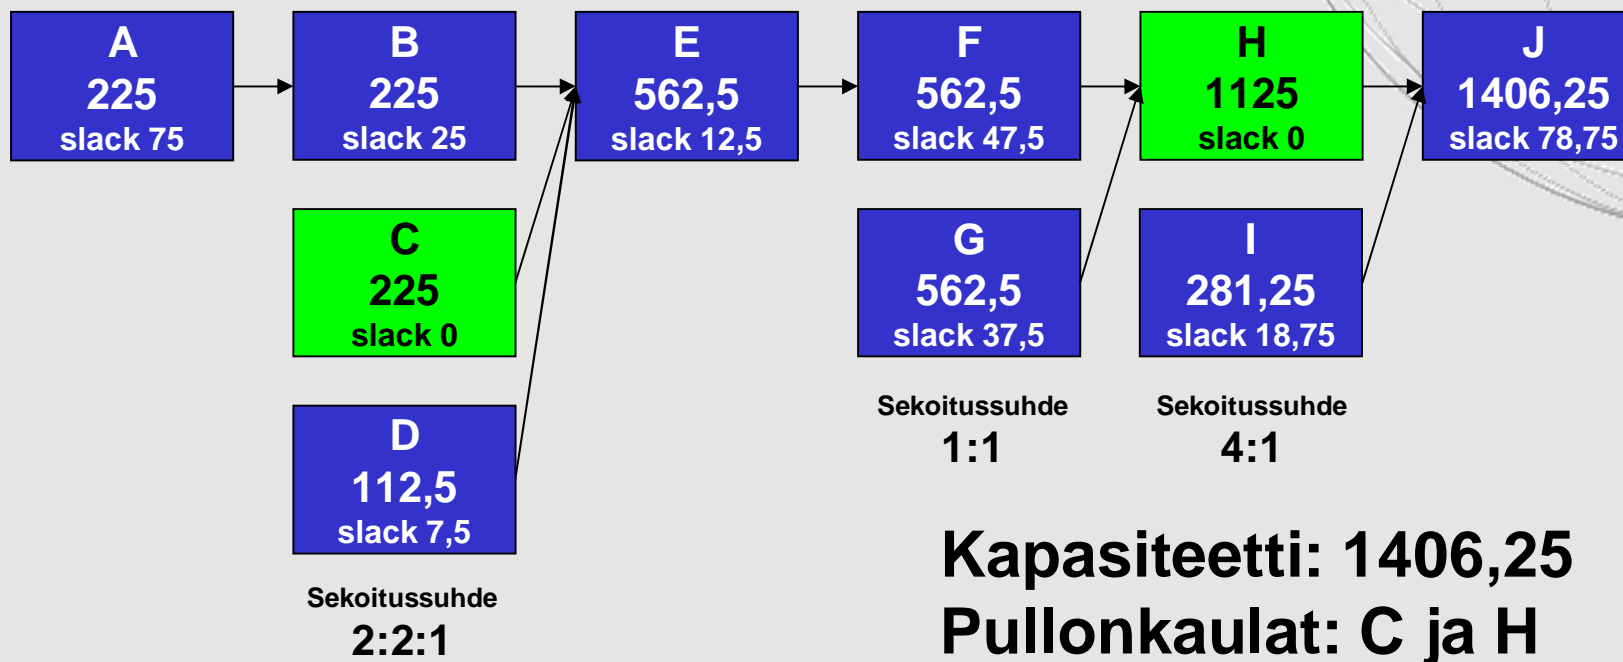 A
225
slack 75
B
225
slack 25
E
562,5
slack 12,5
F
562,5
slack 47,5
H
1125
slack 0
J
1406,25
slack 78,75
C
225
slack 0
G
562,5
slack 37,5
I
281,25
slack 18,75
D
112,5
slack 7,5
Sekoitussuhde
1:1
Sekoitussuhde
4:1
Sekoitussuhde
2:2:1
Kapasiteetti: 1406,25
Pullonkaulat: C ja H